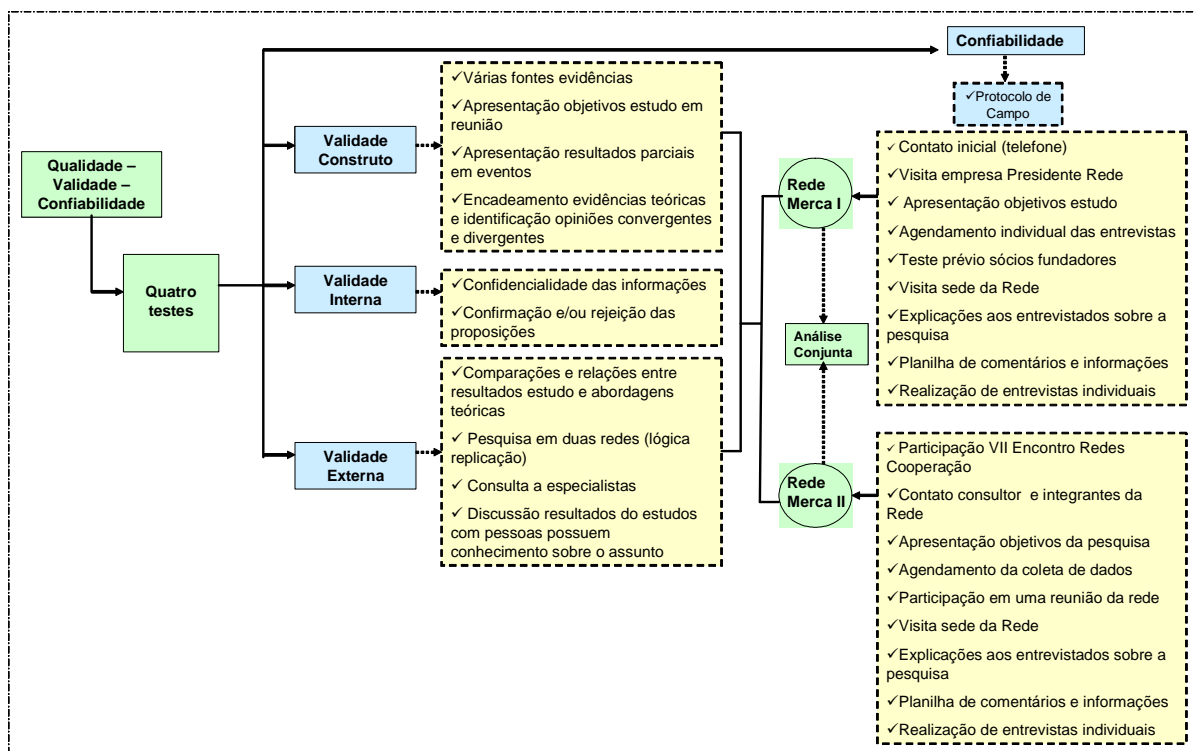 Qualidade –
Validade –
Confiabilidade
Quatro
testes
Validade
Construto
Validade
Interna
Validade
Externa
✓Várias fontes evidências
✓Apresentação objetivos estudo em
reunião
✓Apresentação resultados parciais
em eventos
✓Encadeamento evidências teóricas
e identificação opiniões convergentes
e divergentes
✓Confidencialidade das informações
✓Confirmação e/ou rejeição das
proposições
✓Comparações e relações entre
resultados estudo e abordagens
teóricas
✓ Pesquisa em duas redes (lógica
replicação)
✓ Consulta a especialistas
✓ Discussão resultados do estudos
com pessoas possuem
conhecimento sobre o assunto
Rede
Merca I
Análise
Conjunta
Rede
Merca II
Confiabilidade
✓Protocolo de
Campo
✓Contato inicial (telefone)
✓Visita empresa Presidente Rede
✓ Apresentação objetivos estudo
✓Agendamento individual das entrevistas
✓Teste prévio sócios fundadores
✓Visita sede da Rede
✓Explicações aos entrevistados sobre a
pesquisa
✓Planilha de comentários e informações
✓Realização de entrevistas individuais
✓Participação VII Encontro Redes
Cooperação
✓Contato consultor e integrantes da
Rede
✓Apresentação objetivos da pesquisa
✓Agendamento da coleta de dados
✓Participação em uma reunião da rede
✓Visita sede da Rede
✓Explicações aos entrevistados sobre a
pesquisa
✓Planilha de comentários e informações
✓Realização de entrevistas individuais